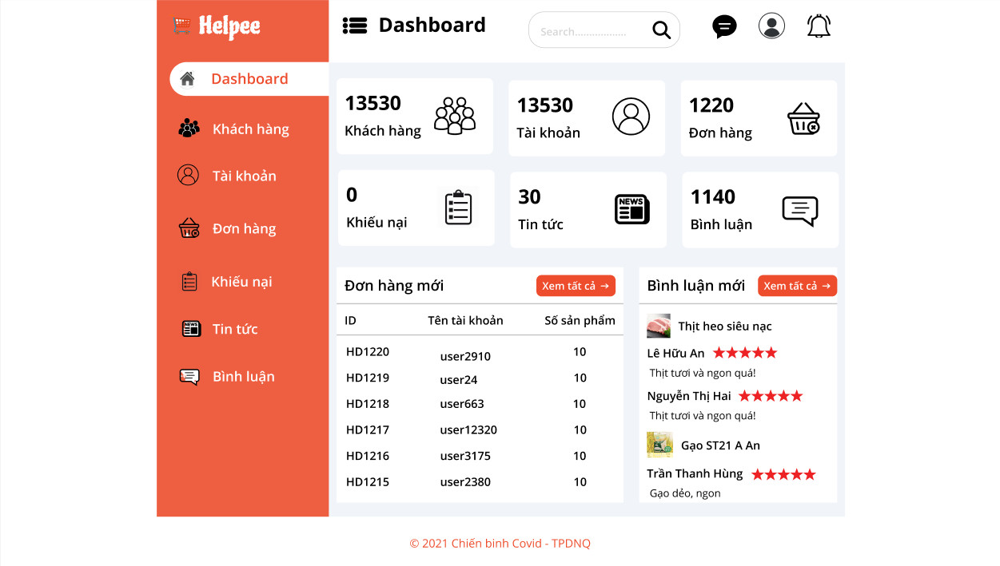 Helpee
Dashboard
Search..................
Dashboard
Khách hàng
Tài khoản
Đơn hàng
Khiếu nại
Tin tức
Bình luận
13530
Khách hàng
13530
Tài khoản
1220
Đơn hàng
0
Khiếu nại
30
Tin tức
NEWS
1140
Bình luận
Đơn hàng mới
Xem tất cả →
ID Tên tài khoản Số sản phẩm
HD1220 user2910 10
HD1219 user24 10
HD1218 user663 10
HD1217 user12320 10
HD1216 user3175 10
HD1215 user2380 10
Bình luận mới
Xem tất cả →
Thịt heo siêu nạc
Lê Hữu An ★★★★★
Thịt tươi và ngon quá!
Nguyễn Thị Hai ★★★★★
Thịt tươi và ngon quá!
Gạo ST21 A An
Trần Thanh Hùng ★★★★★
Gạo dẻo, ngon
© 2021 Chiến binh Covid - TPDNQ